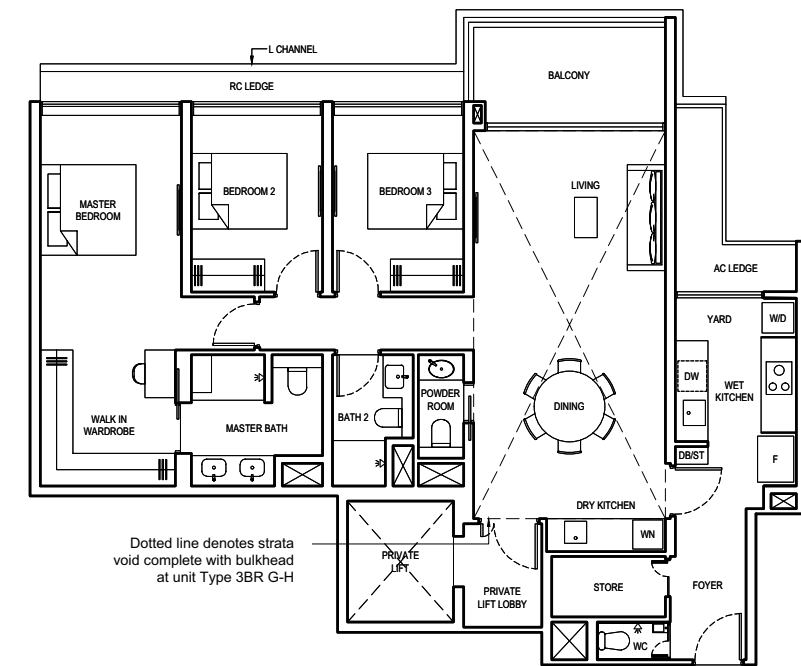 L CHANNEL
RC LEDGE
BALCONY
MASTER
BEDROOM
BEDROOM 2
BEDROOM 3
LIVING
AC LEDGE
YARD
W/D
DW
WET
KITCHEN
WALK IN
WARDROBE
MASTER BATH
BATH 2
POWDER
ROOM
DINING
DB/ST
F
DRY KITCHEN
WN
Dotted line denotes strata
void complete with bulkhead
at unit Type 3BR G-H
PRIVATE
LIFT
PRIVATE
LIFT LOBBY
STORE
FOYER
WC